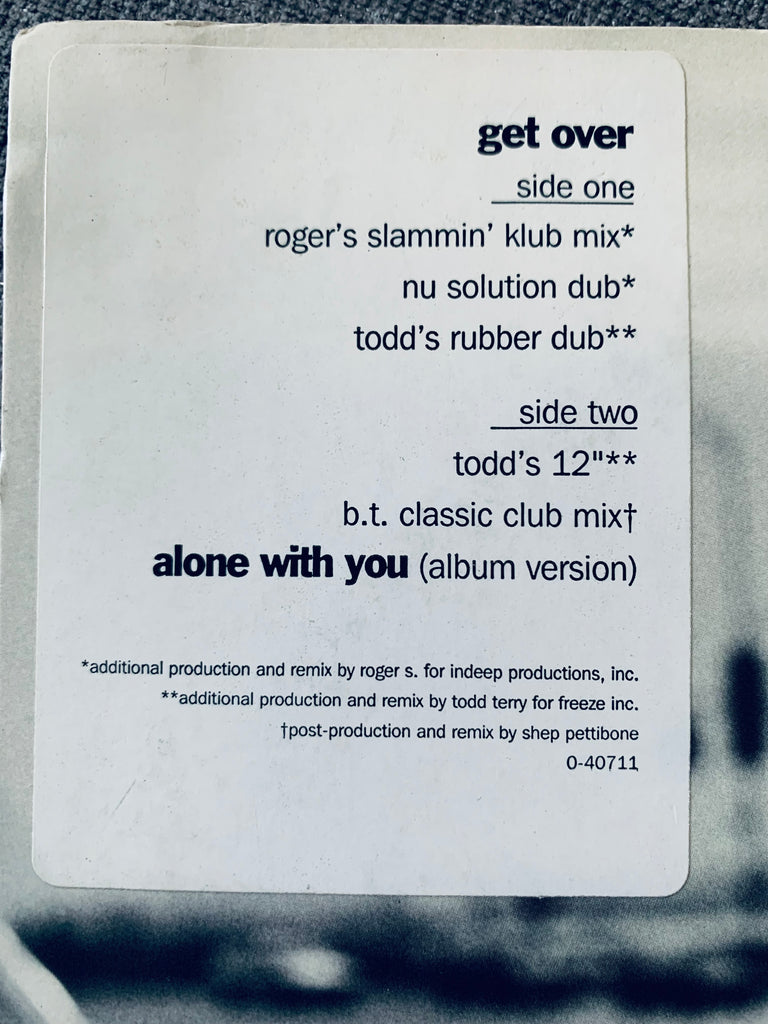 get over
side one
roger's slammin' klub mix*
nu solution dub*
todd's rubber dub**
side two
todd's 12"**
b.t. classic club mix†
alone with you (album version)
*additional production and remix by roger s. for indeep productions, inc.
**additional production and remix by todd terry for freeze inc.
†post-production and remix by shep pettibone
0-40711